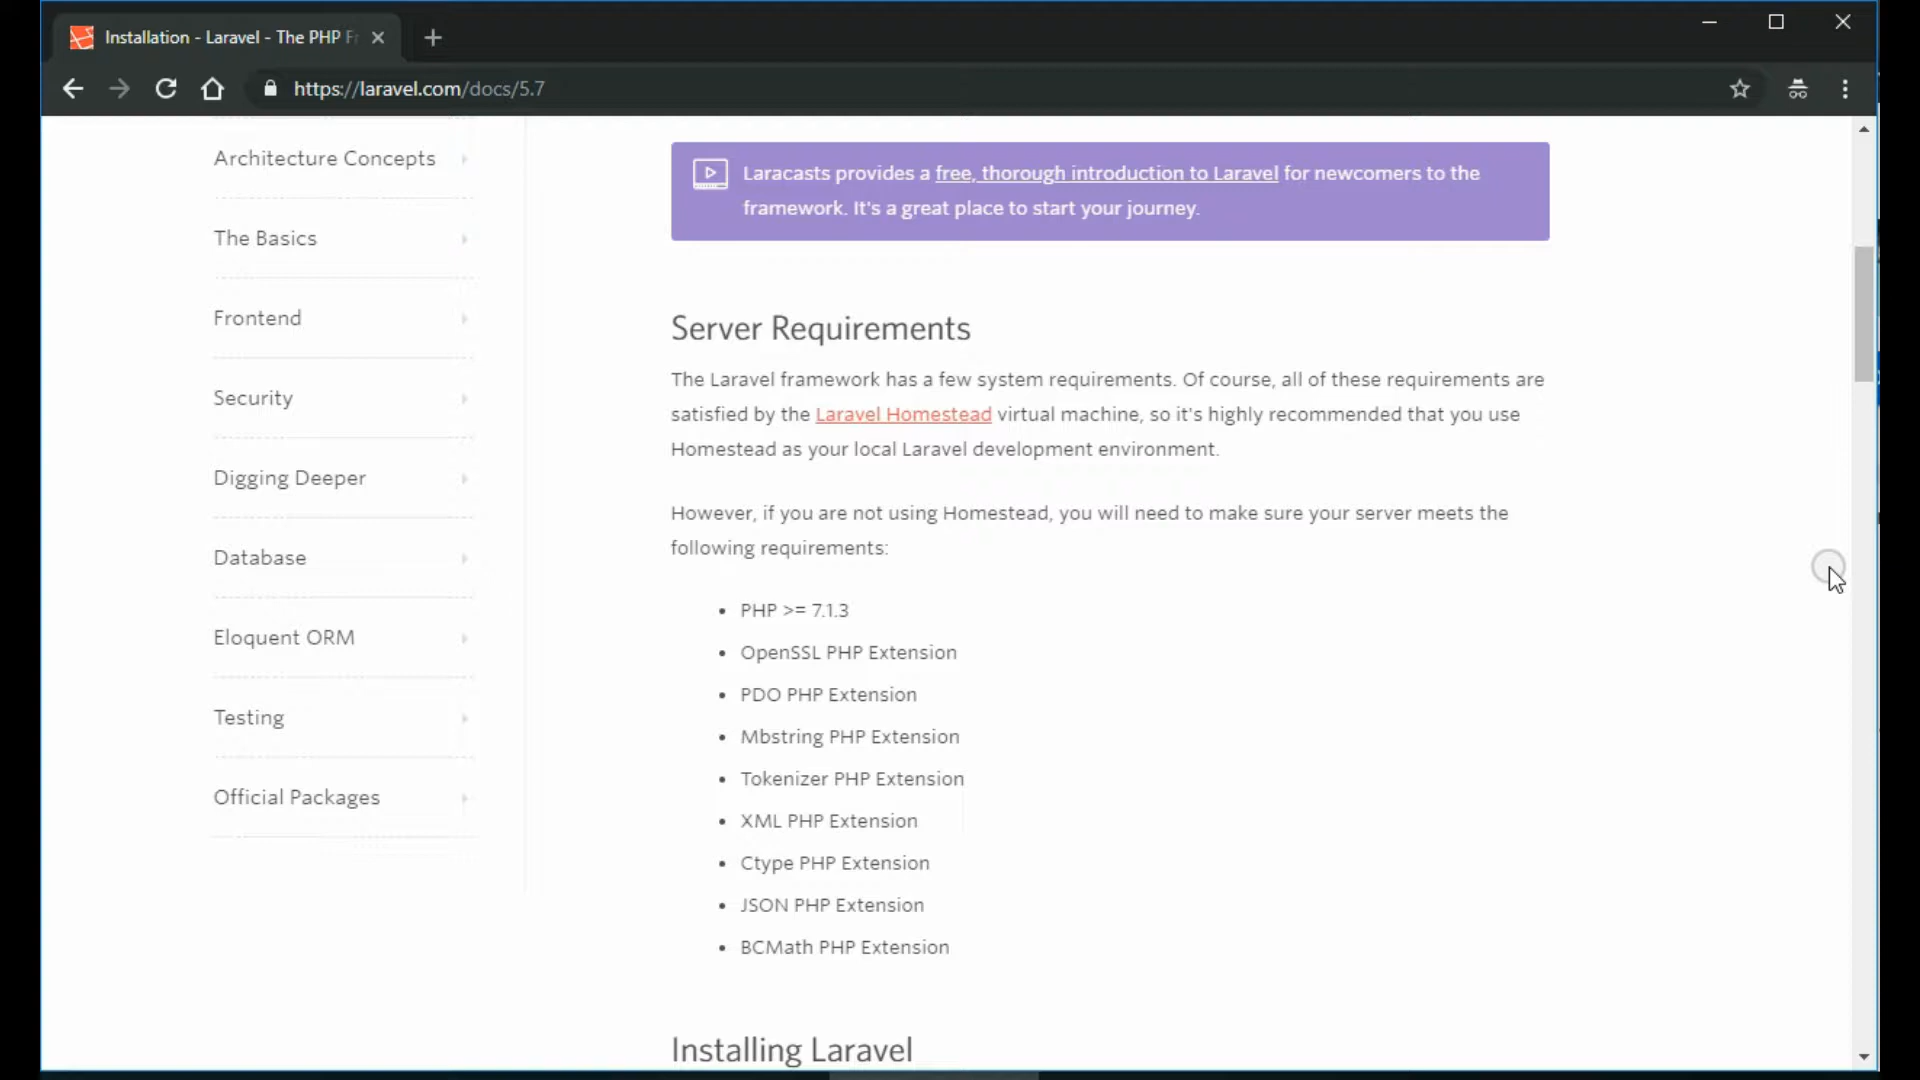 Installation - Laravel - The PHP Fr
https://laravel.com/docs/5.7
Architecture Concepts
The Basics
Frontend
Security
Digging Deeper
Database
Eloquent ORM
Testing
Official Packages
Laracasts provides a free, thorough introduction to Laravel for newcomers to the
framework. It's a great place to start your journey.
Server Requirements
The Laravel framework has a few system requirements. Of course, all of these requirements are
satisfied by the Laravel Homestead virtual machine, so it's highly recommended that you use
Homestead as your local Laravel development environment.
However, if you are not using Homestead, you will need to make sure your server meets the
following requirements:
• PHP >= 7.1.3
• OpenSSL PHP Extension
• PDO PHP Extension
• Mbstring PHP Extension
• Tokenizer PHP Extension
• XML PHP Extension
• Ctype PHP Extension
• JSON PHP Extension
• BCMath PHP Extension
Installing Laravel